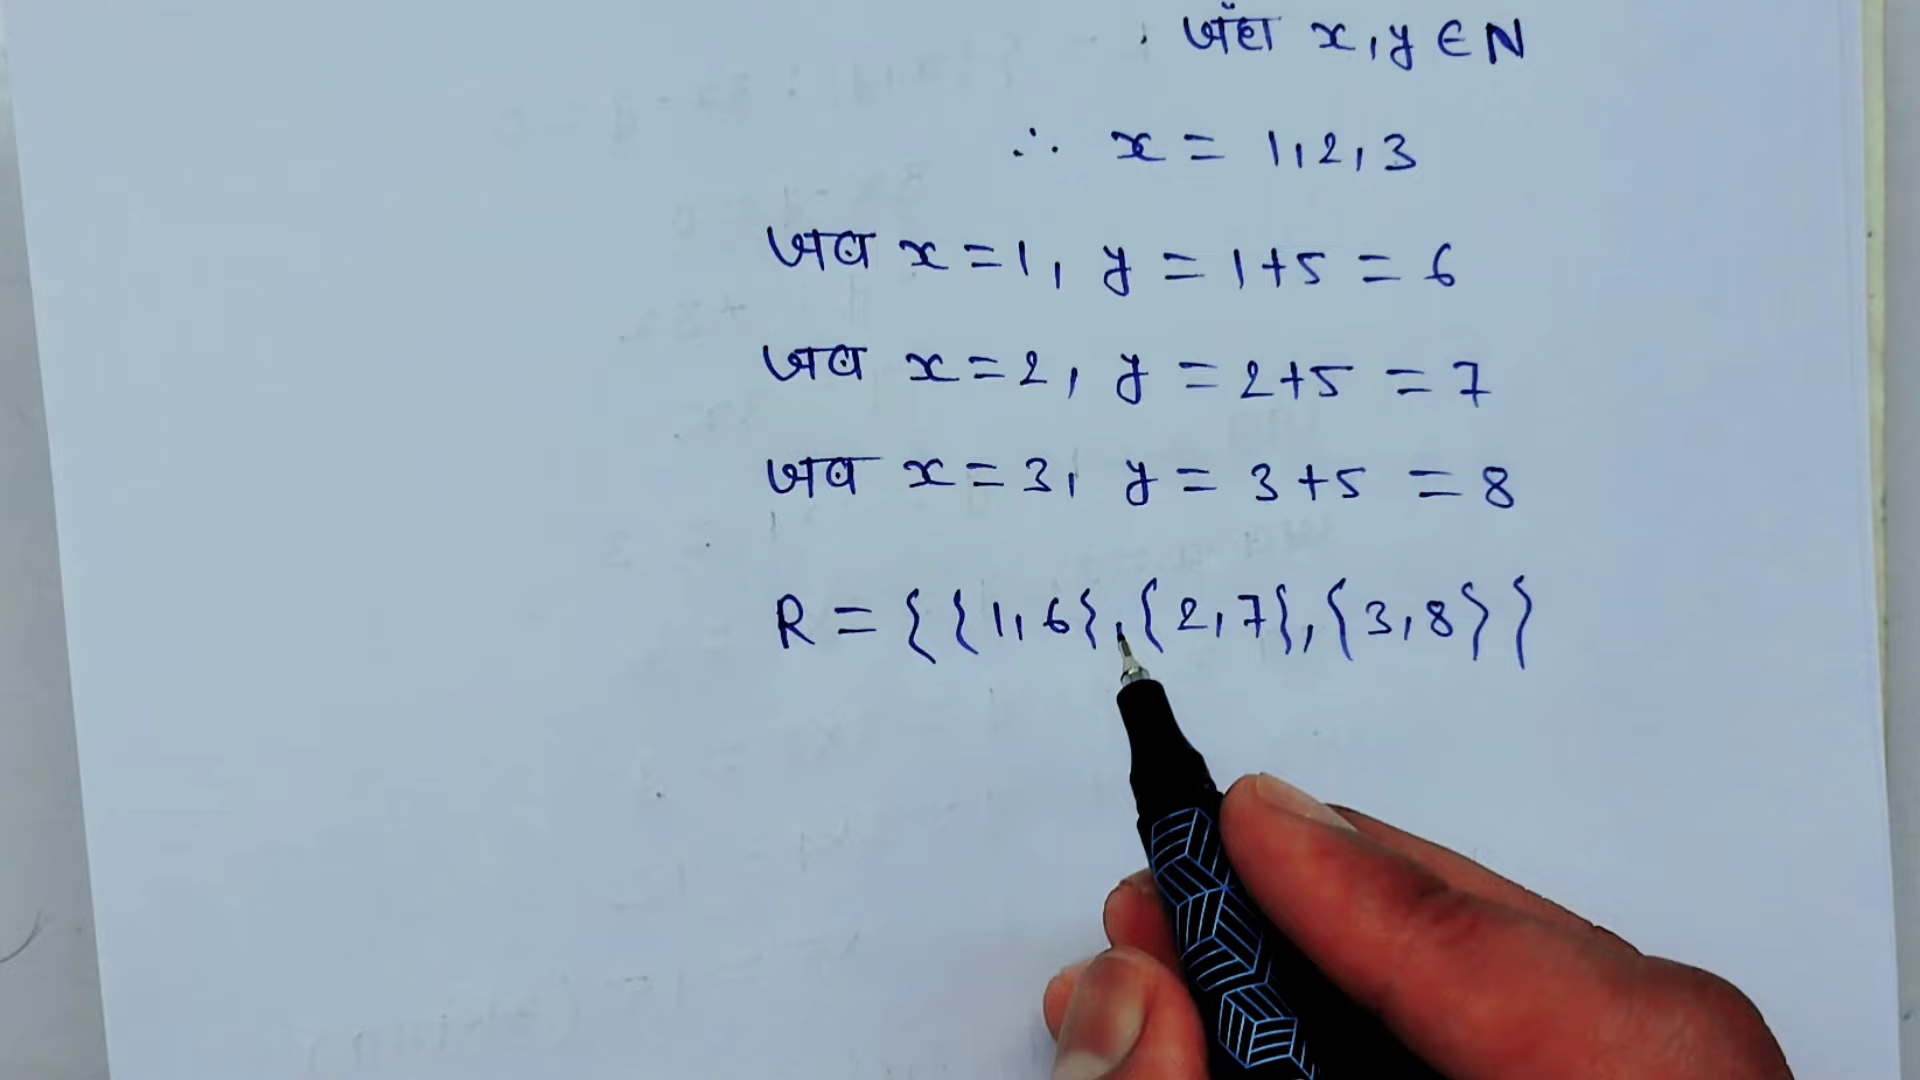 जहाँ x, y ∈ N
∴ x = 1, 2, 3
जब x = 1, y = 1 + 5 = 6
जब x = 2, y = 2 + 5 = 7
जब x = 3, y = 3 + 5 = 8
R = { { 1, 6 }, { 2, 7 }, { 3, 8 } }